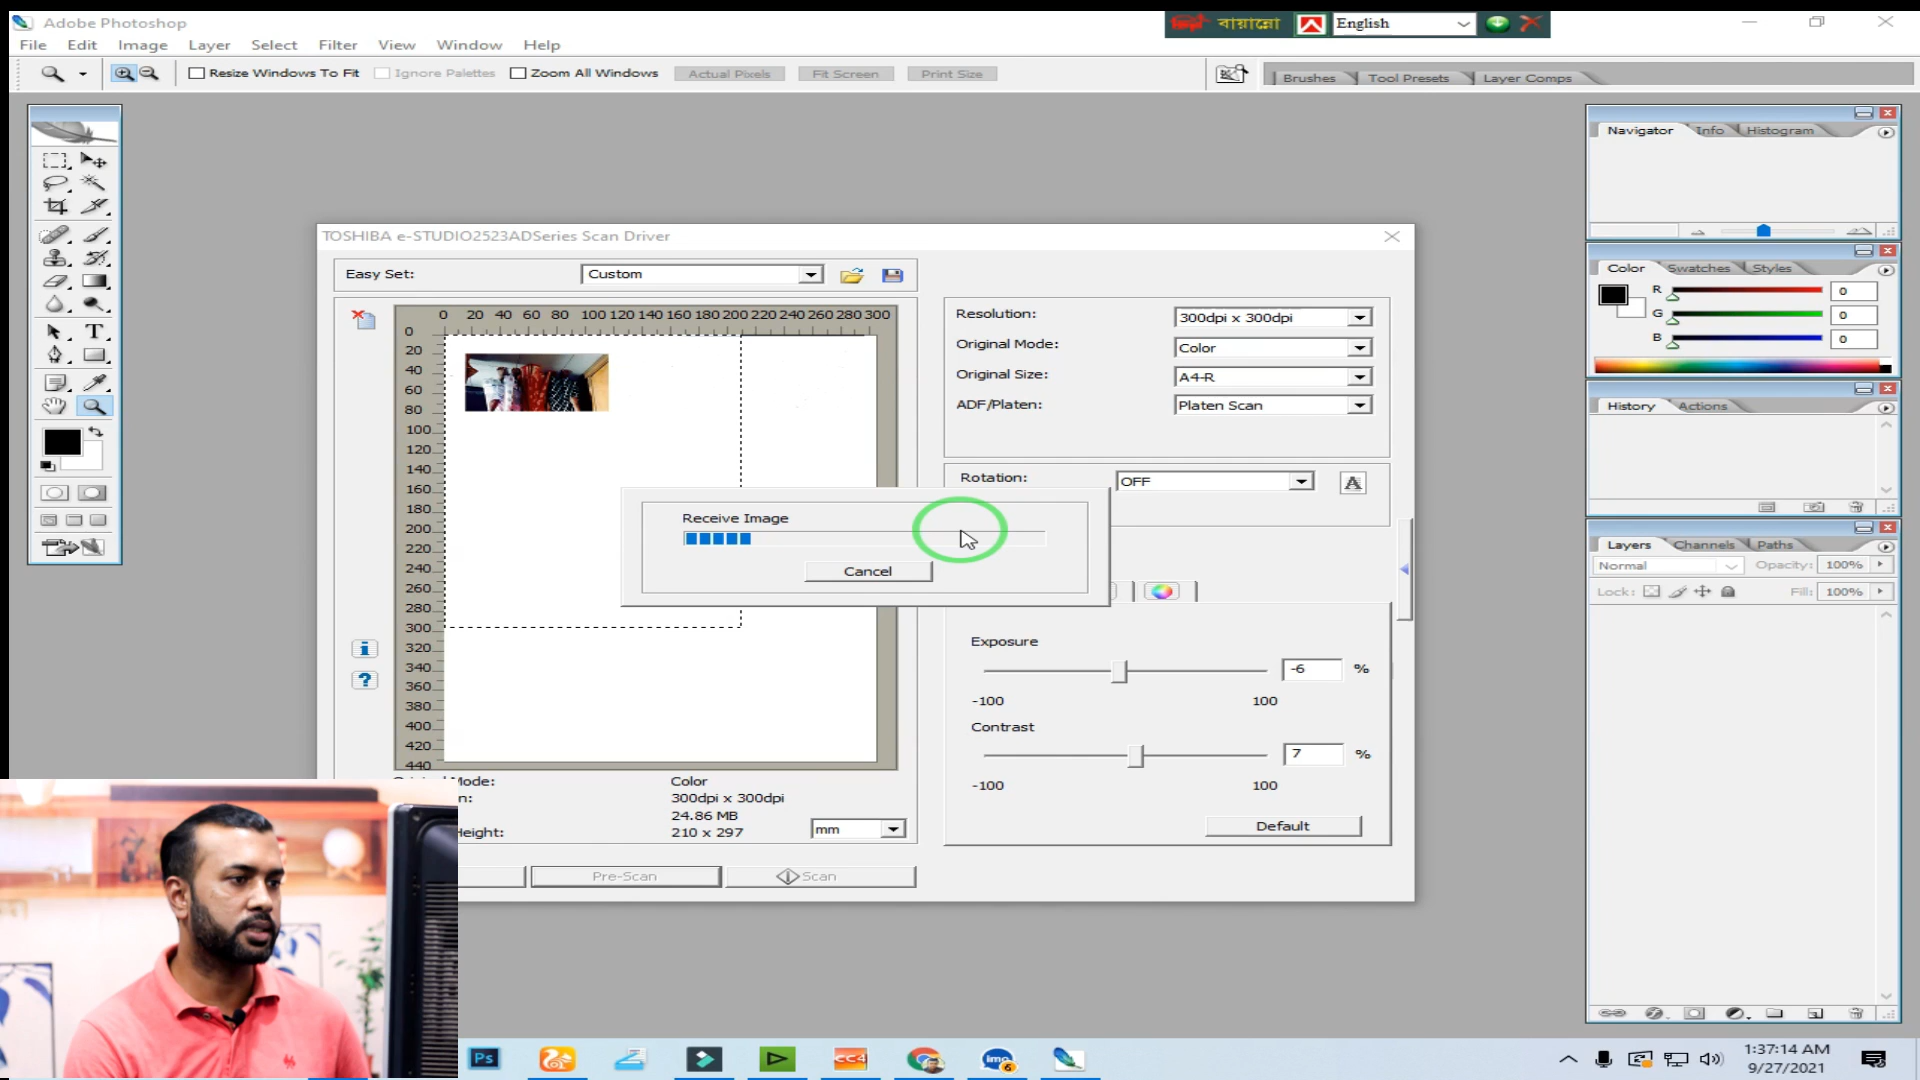 Adobe Photoshop
বায়ান্নো English
File Edit Image Layer Select Filter View Window Help
Resize Windows To Fit Ignore Palettes Zoom All Windows Actual Pixels Fit Screen Print Size
Brushes Tool Presets Layer Comps
Navigator Info Histogram
TOSHIBA e-STUDIO2523ADSeries Scan Driver
Easy Set: Custom
0 20 40 60 80 100 120 140 160 180 200 220 240 260 280 300
0
20
40
60
80
100
120
140
160
180
200
220
240
260
280
300
320
340
360
380
400
420
440
Resolution: 300dpi x 300dpi
Original Mode: Color
Original Size: A4-R
ADF/Platen: Platen Scan
Rotation: OFF A
Receive Image
Cancel
Exposure
-6 %
-100 100
Contrast
7 %
-100 100
Default
Mode: Color
n: 300dpi x 300dpi
24.86 MB
Height: 210 x 297 mm
Pre-Scan Scan
Color Swatches Styles
R 0
G 0
B 0
History Actions
Layers Channels Paths
Normal Opacity: 100%
Lock: Fill: 100%
T
i
?
Ps CC4 imo 6
1:37:14 AM
9/27/2021